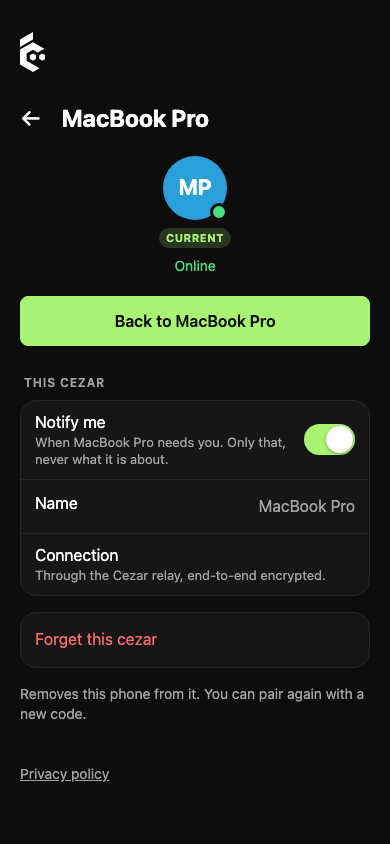 MacBook Pro
MP
CURRENT
Online
Back to MacBook Pro
THIS CEZAR
Notify me
When MacBook Pro needs you. Only that,
never what it is about.
Name
MacBook Pro
Connection
Through the Cezar relay, end-to-end encrypted.
Forget this cezar
Removes this phone from it. You can pair again with a
new code.
Privacy policy